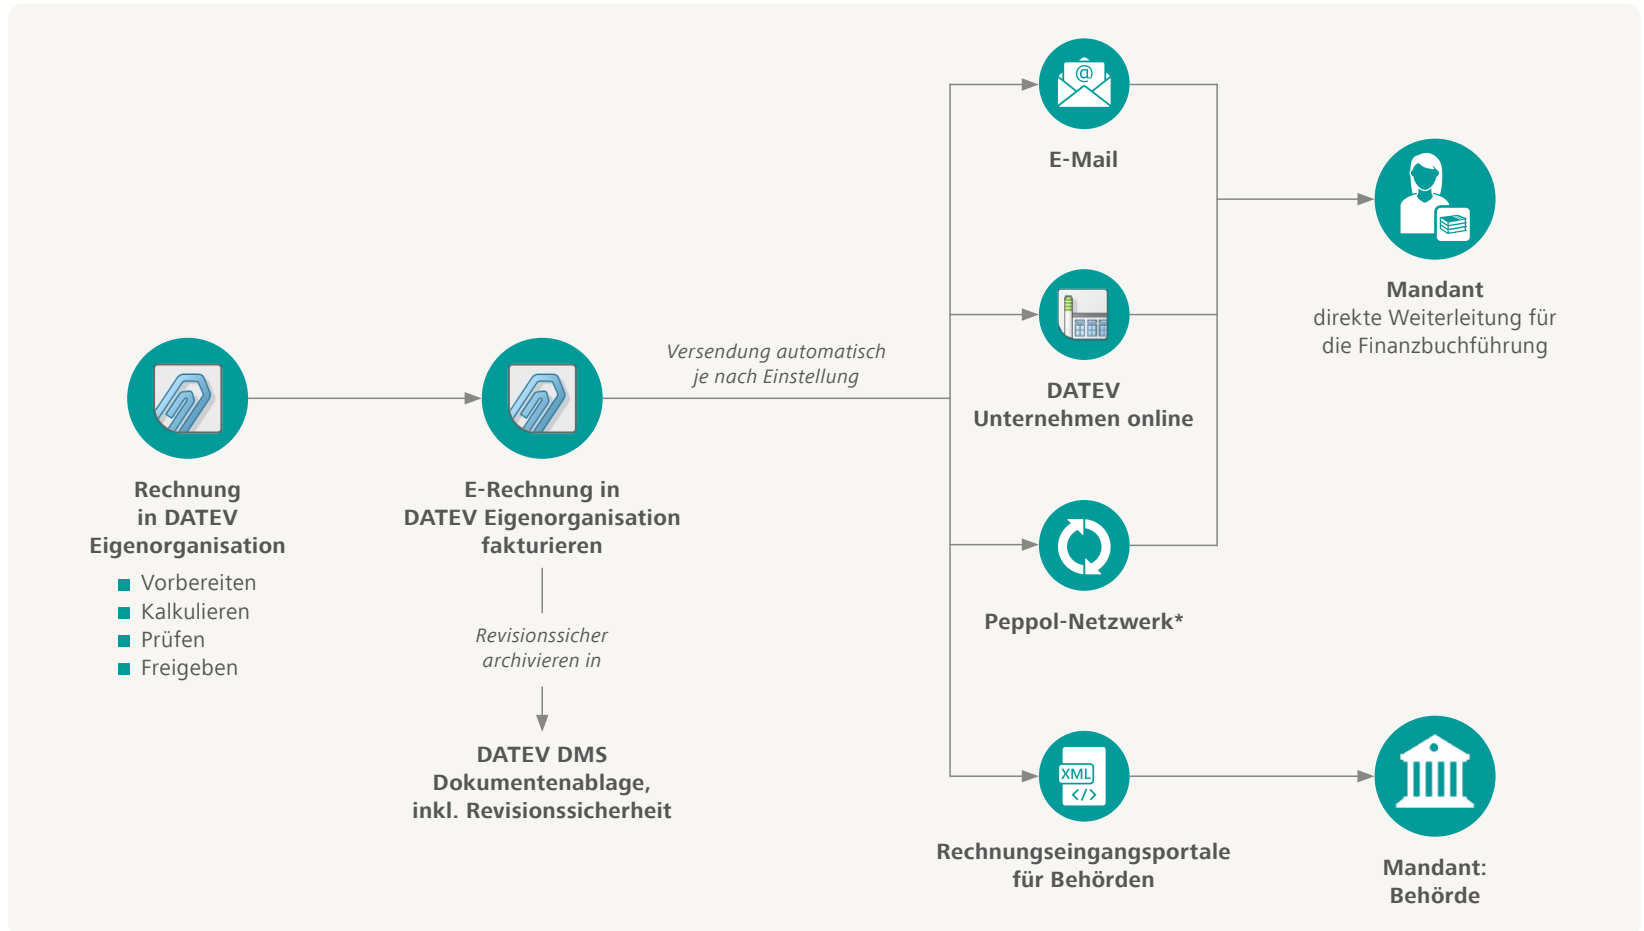 Rechnung
in DATEV
Eigenorganisation
Vorbereiten
Kalkulieren
Prüfen
Freigeben
E-Rechnung in
DATEV Eigenorganisation
fakturieren
Revisionssicher
archivieren in
DATEV DMS
Dokumentenablage,
inkl. Revisionssicherheit
Versendung automatisch
je nach Einstellung
@
E-Mail
DATEV
Unternehmen online
Peppol-Netzwerk*
XML
</>
Rechnungseingangsportale
für Behörden
Mandant
direkte Weiterleitung für
die Finanzbuchführung
Mandant:
Behörde